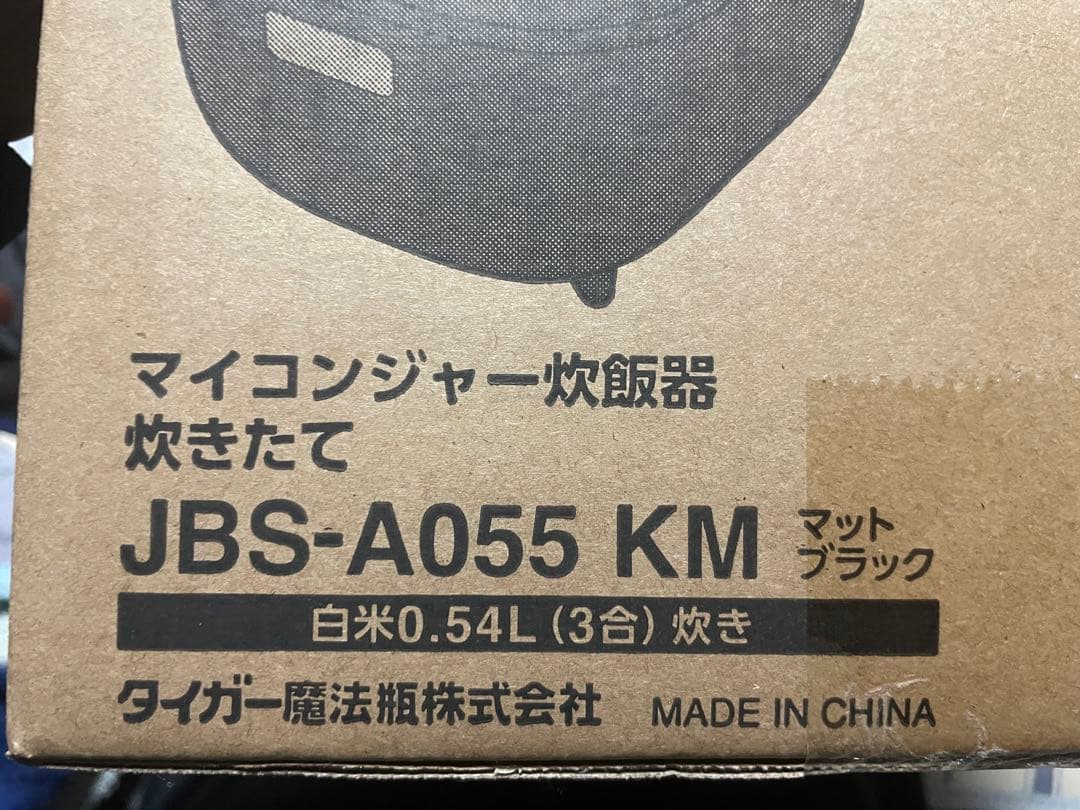 マイコンジャー炊飯器
炊きたて
JBS-A055 KM マット
ブラック
白米0.54L(3合)炊き
タイガー魔法瓶株式会社 MADE IN CHINA